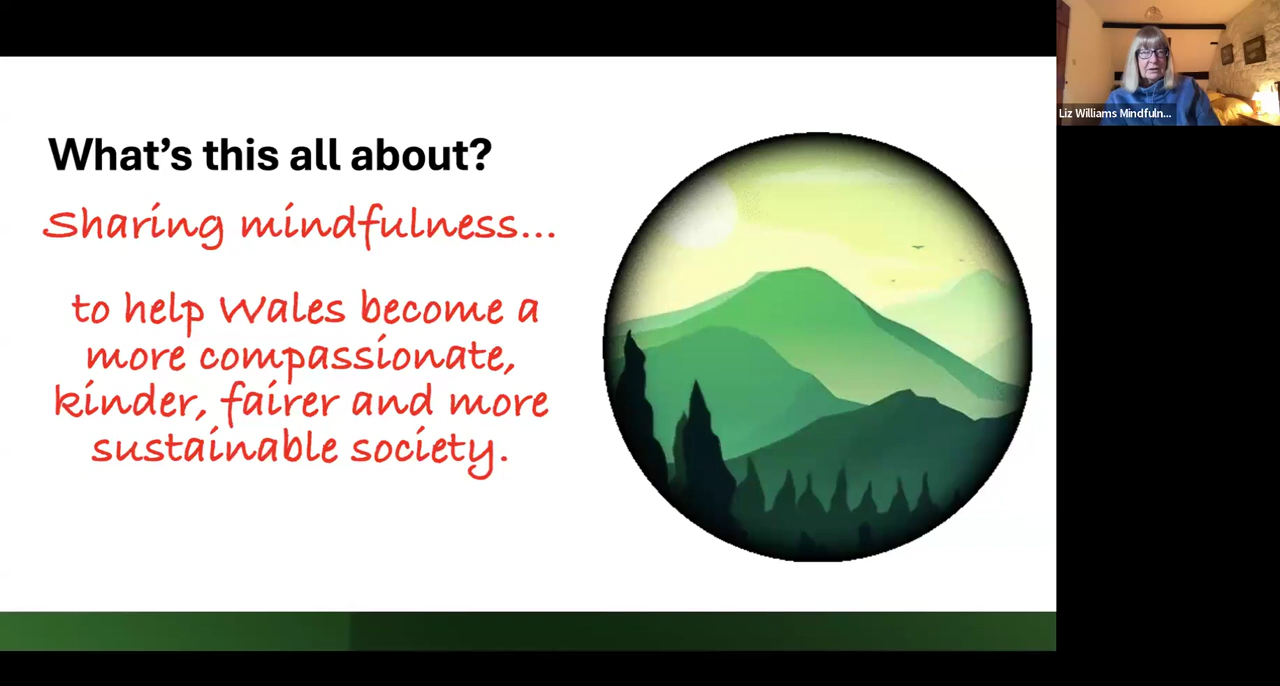 What's this all about?
Sharing mindfulness...
to help Wales become a
more compassionate,
kinder, fairer and more
sustainable society.
Liz Williams Mindfuln...